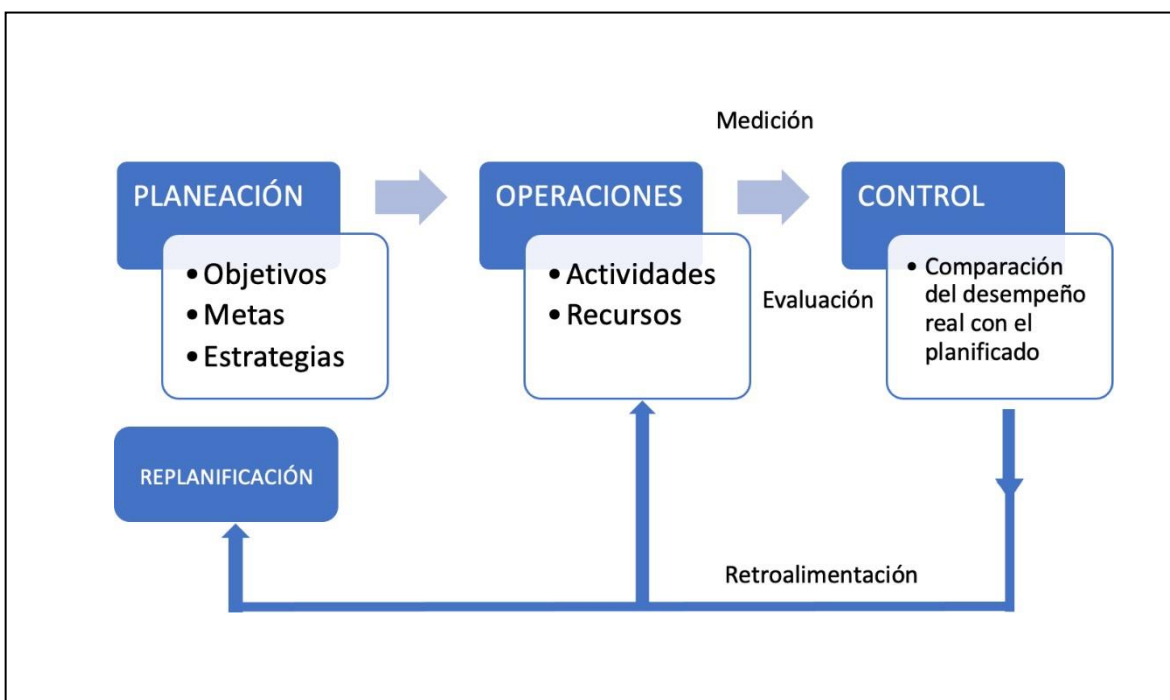 Medición
PLANEACIÓN
• Objetivos
• Metas
• Estrategias
OPERACIONES
• Actividades
• Recursos
Evaluación
CONTROL
• Comparación
del desempeño
real con el
planificado
REPLANIFICACIÓN
Retroalimentación